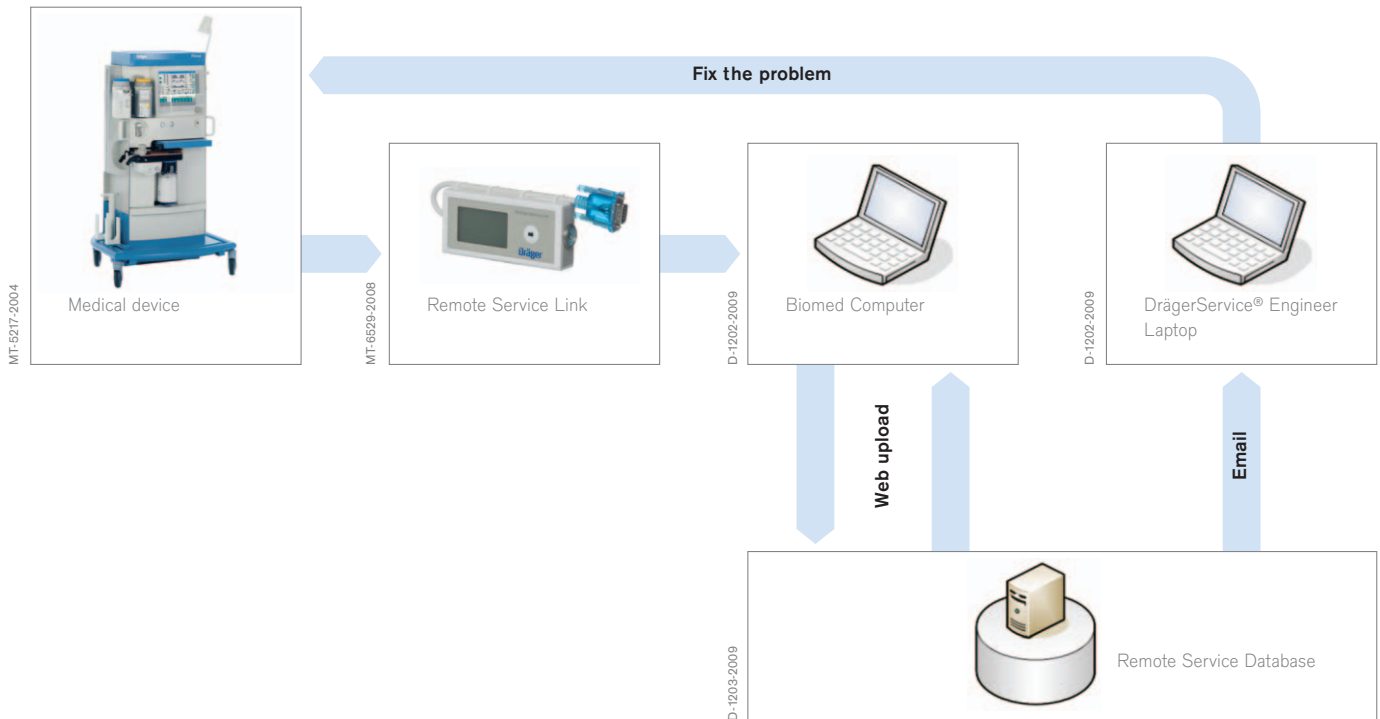 Fix the problem
MT-5217-2004
Medical device
MT-6529-2008
Dräger
Remote Service Link
D-1202-2009
Biomed Computer
D-1202-2009
DrägerService® Engineer
Laptop
Web upload
Email
D-1203-2009
Remote Service Database